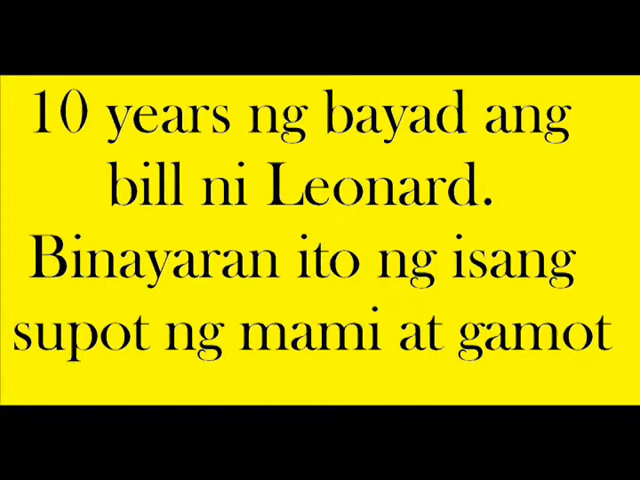 10 years ng bayad ang
bill ni Leonard.
Binayaran ito ng isang
supot ng mami at gamot